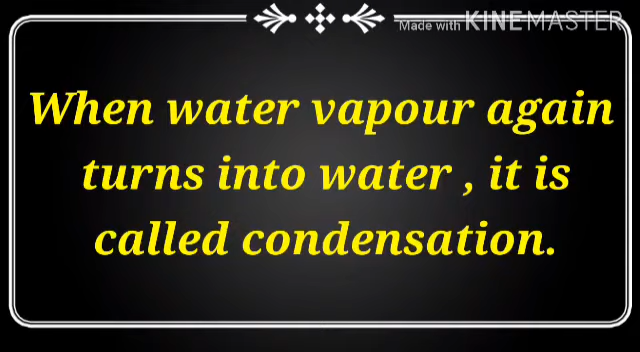 Made with KINEMASTER
When water vapour again
turns into water , it is
called condensation.